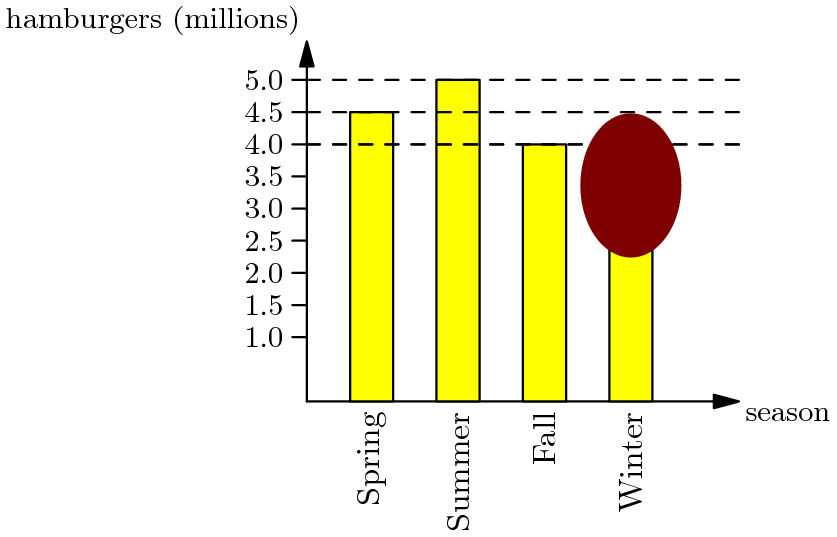 hamburgers (millions)
5.0
4.5
4.0
3.5
3.0
2.5
2.0
1.5
1.0
season
Spring
Summer
Fall
Winter